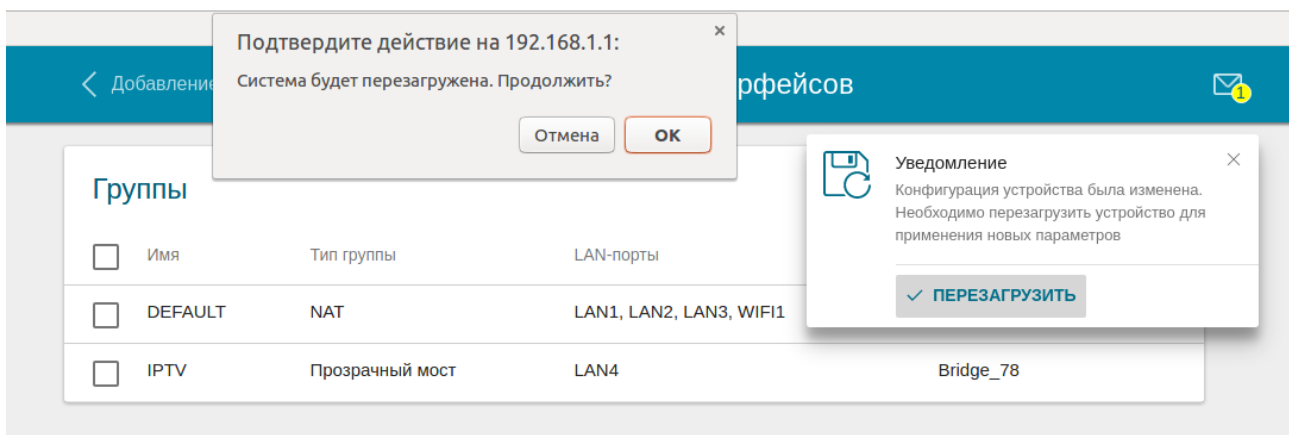 Подтвердите действие на 192.168.1.1:
×
Система будет перезагружена. Продолжить?
Отмена
ОК
Добавление
рфейсов
1
Группы
Уведомление
Конфигурация устройства была изменена.
Необходимо перезагрузить устройство для
применения новых параметров
ПЕРЕЗАГРУЗИТЬ
Имя Тип группы LAN-порты
DEFAULT NAT LAN1, LAN2, LAN3, WIFI1
IPTV Прозрачный мост LAN4 Bridge_78